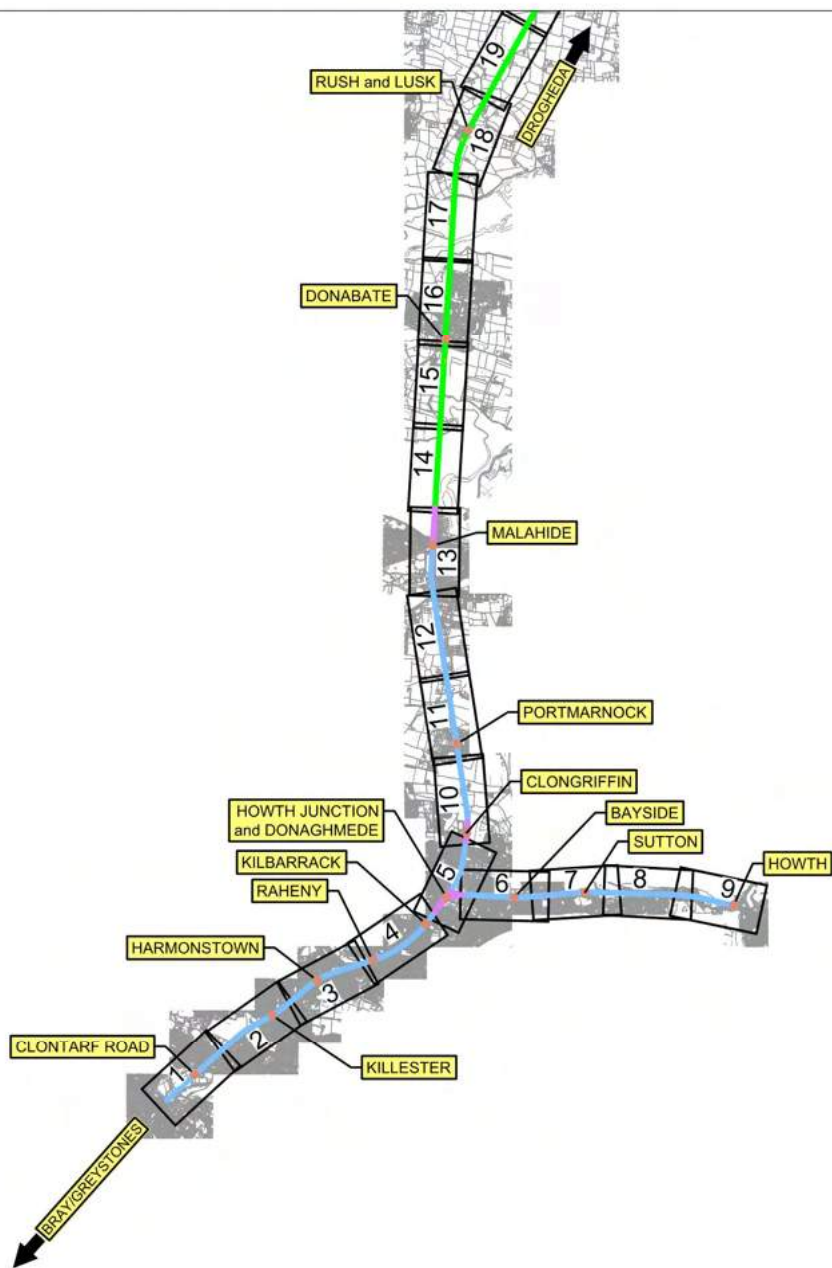 19
DROGHEDA
RUSH and LUSK
18
17
DONABATE
16
15
14
MALAHIDE
13
12
11
PORTMARNOCK
10
CLONGRIFFIN
HOWTH JUNCTION
and DONAGHMEDE
BAYSIDE
SUTTON
KILBARRACK
HOWTH
5
6
7
8
9
RAHENY
4
HARMONSTOWN
3
2
CLONTARF ROAD
KILLESTER
1
BRAY/GREYSTONES